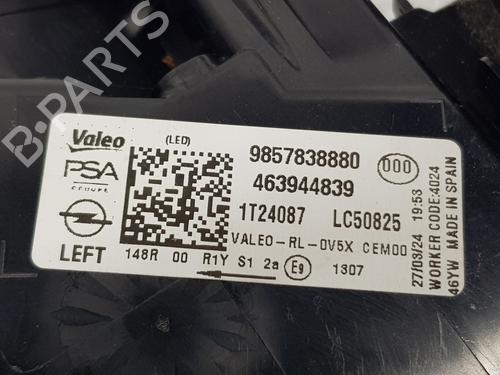 Valeo
(LED)
PSA
GROUPE
LEFT
9857838880
000
463944839
1T24087 LC50825
VALEO-RL-OV5X CEM00
148R 00 R1Y S1 2a E9 1307
27/03/24 19:53
WORKER CODE:4024
46YW MADE IN SPAIN
B-PARTS